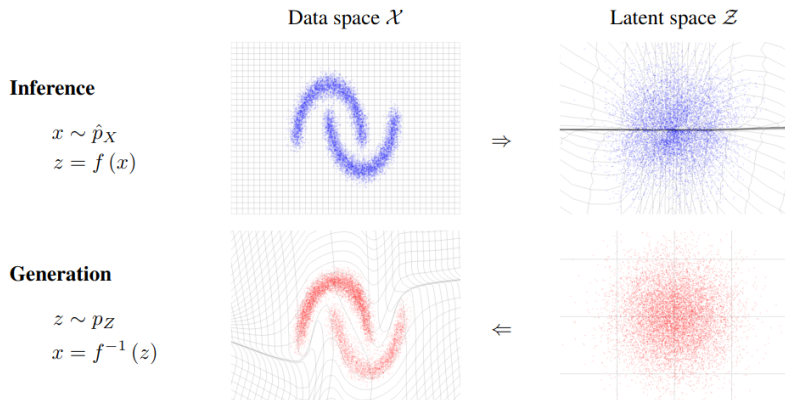 Data space 𝒳
Latent space 𝒵
Inference
x ∼ p̂_X
z = f (x)
⇒
Generation
z ∼ p_Z
x = f⁻¹ (z)
⇐